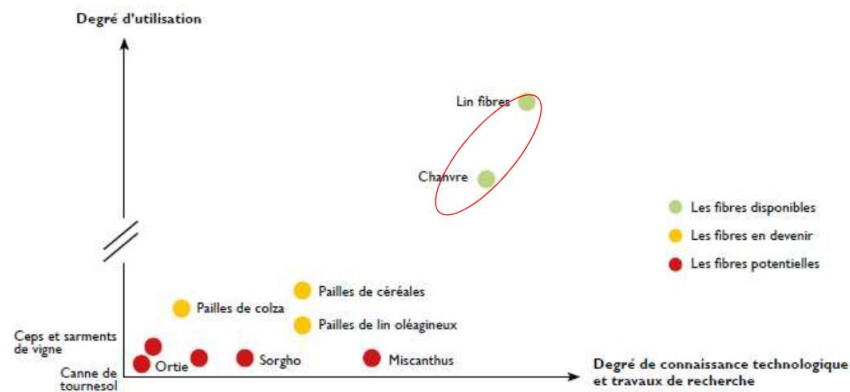 Degré d'utilisation
Lin fibres
Chanvre
Les fibres disponibles
Les fibres en devenir
Les fibres potentielles
Pailles de céréales
Pailles de colza
Pailles de lin oléagineux
Ceps et sarments
de vigne
Ortie
Sorgho
Miscanthus
Canne de
tournesol
Degré de connaissance technologique
et travaux de recherche